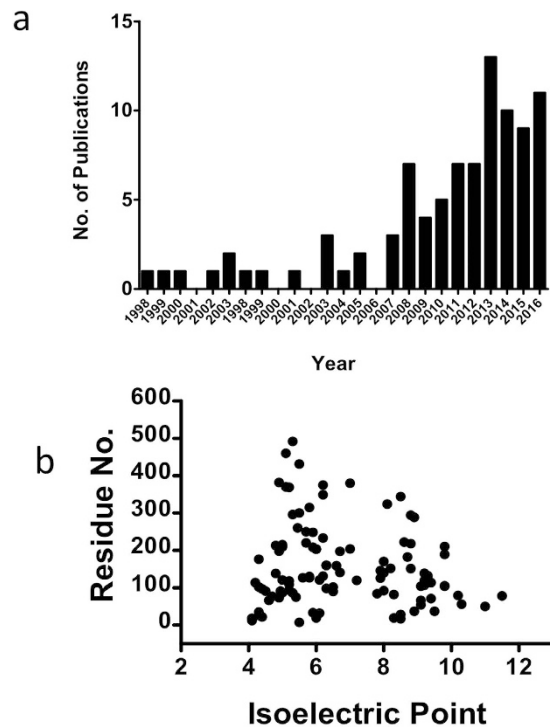 a
No. of Publications
15
10
5
0
1998 1999 2000 2001 2002 2003 1998 1999 2000 2001 2002 2003 2004 2005 2006 2007 2008 2009 2010 2011 2012 2013 2014 2015 2016
Year
b
Residue No.
600
500
400
300
200
100
0
2 4 6 8 10 12
Isoelectric Point